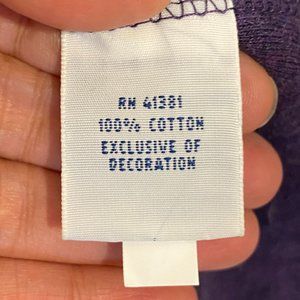 RN 41381
100% COTTON
EXCLUSIVE OF
DECORATION